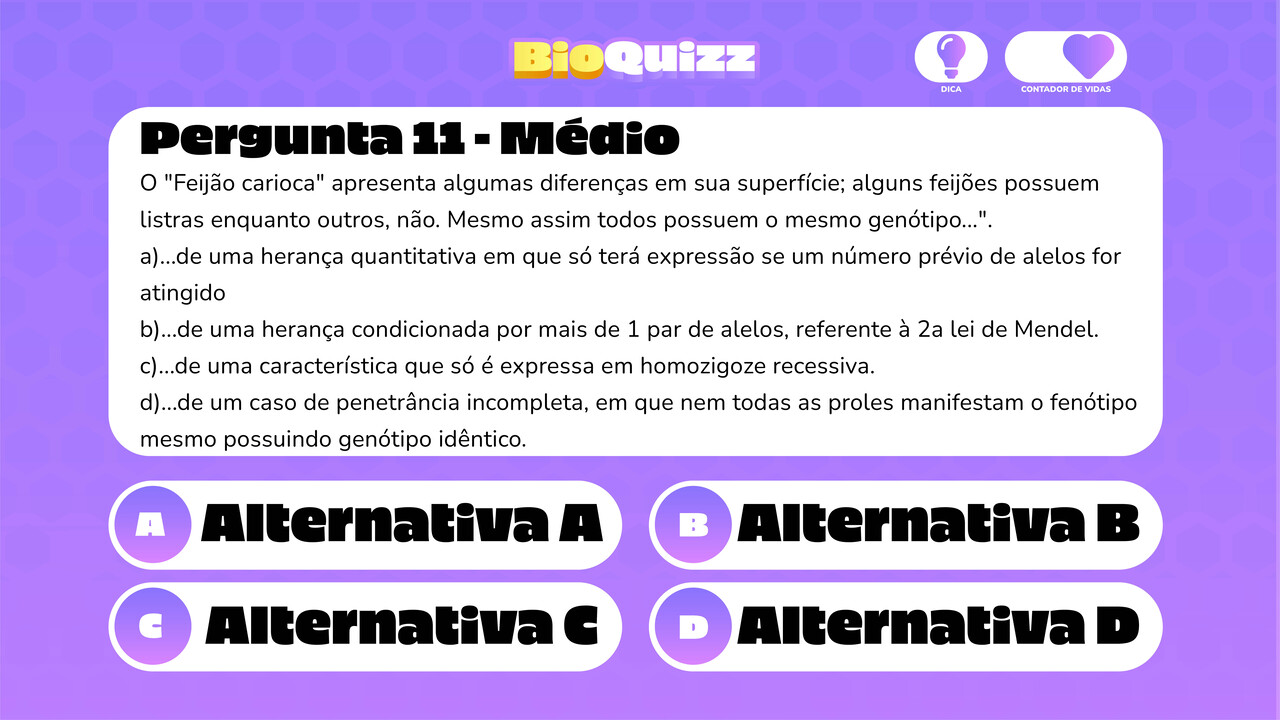 BioQuizz
DICA
CONTADOR DE VIDAS
Pergunta 11 - Médio
O "Feijão carioca" apresenta algumas diferenças em sua superfície; alguns feijões possuem
listras enquanto outros, não. Mesmo assim todos possuem o mesmo genótipo...".
a)...de uma herança quantitativa em que só terá expressão se um número prévio de alelos for
atingido
b)...de uma herança condicionada por mais de 1 par de alelos, referente à 2a lei de Mendel.
c)...de uma característica que só é expressa em homozigoze recessiva.
d)...de um caso de penetrância incompleta, em que nem todas as proles manifestam o fenótipo
mesmo possuindo genótipo idêntico.
A Alternativa A
B Alternativa B
C Alternativa C
D Alternativa D